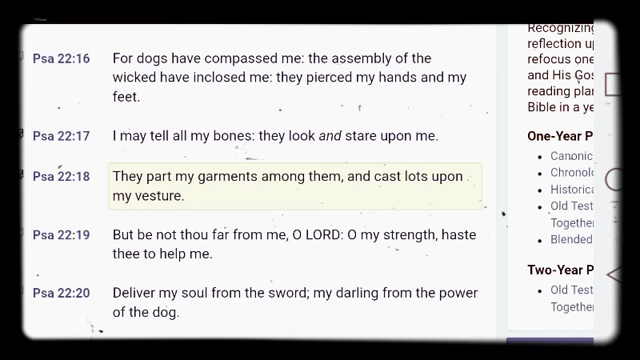 Psa 22:16 For dogs have compassed me: the assembly of the
wicked have inclosed me: they pierced my hands and my
feet.
Psa 22:17 I may tell all my bones: they look and stare upon me.
Psa 22:18 They part my garments among them, and cast lots upon
my vesture.
Psa 22:19 But be not thou far from me, O LORD: O my strength, haste
thee to help me.
Psa 22:20 Deliver my soul from the sword; my darling from the power
of the dog.
Recognizing
reflection
refocus one
and His
reading
Bible in a
One-Year P
Canonic
Chronol
Historica
Old Test
Together
Blended
Two-Year P
Old Test
Together